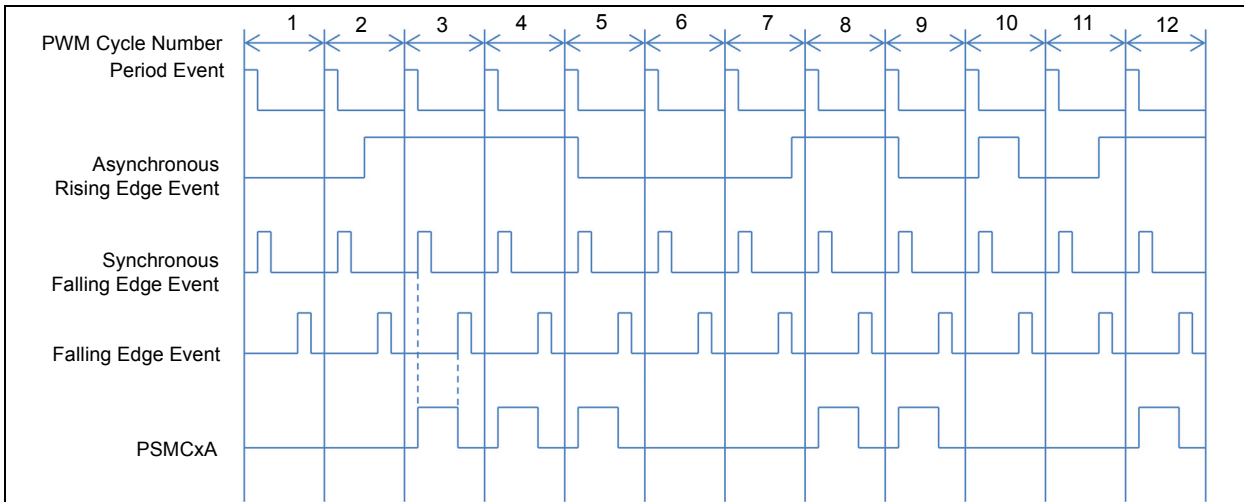 1 2 3 4 5 6 7 8 9 10 11 12
PWM Cycle Number
Period Event
Asynchronous
Rising Edge Event
Synchronous
Falling Edge Event
Falling Edge Event
PSMCxA